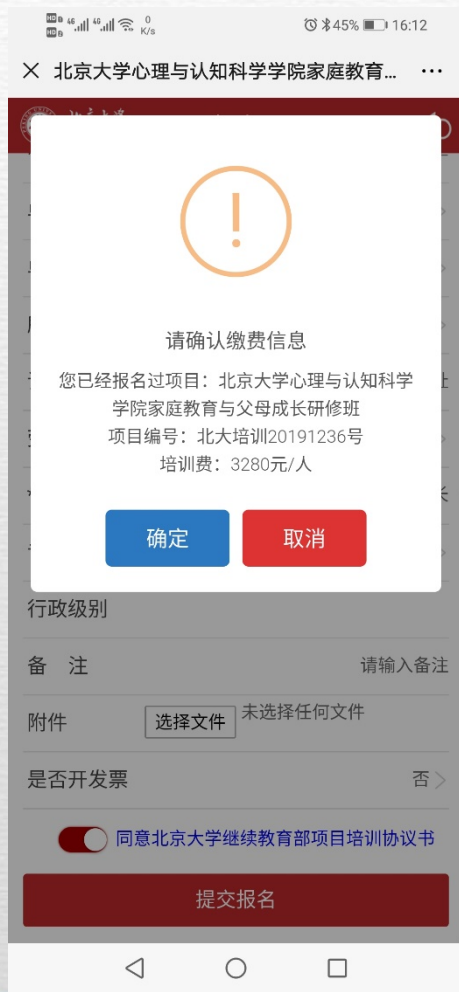 HD B 46 46 0 K/s 45% 16:12
北京大学心理与认知科学学院家庭教育... ···
请确认缴费信息
您已经报名过项目：北京大学心理与认知科学
学院家庭教育与父母成长研修班
项目编号：北大培训20191236号
培训费：3280元/人
确定 取消
行政级别
备 注 请输入备注
附件 选择文件 未选择任何文件
是否开发票 否
同意北京大学继续教育部项目培训协议书
提交报名